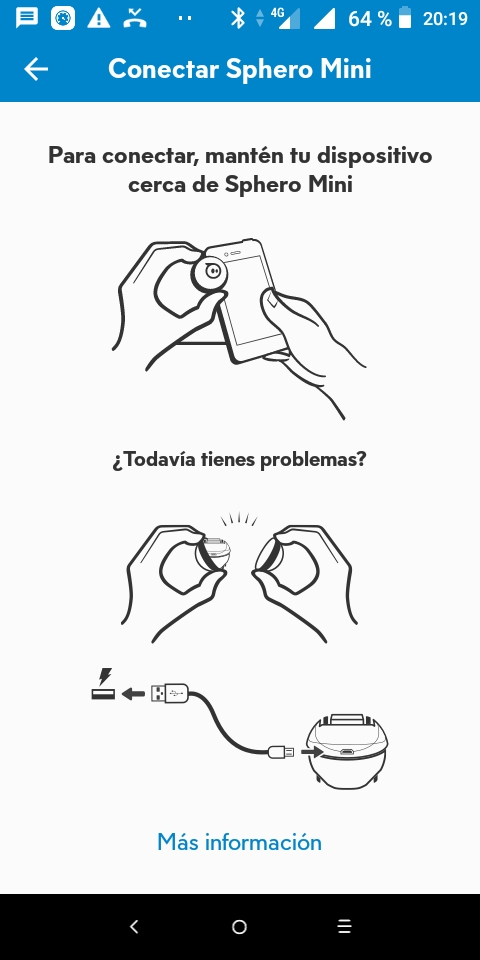 4G 64 % 20:19
Conectar Sphero Mini
Para conectar, mantén tu dispositivo
cerca de Sphero Mini
¿Todavía tienes problemas?
Más información